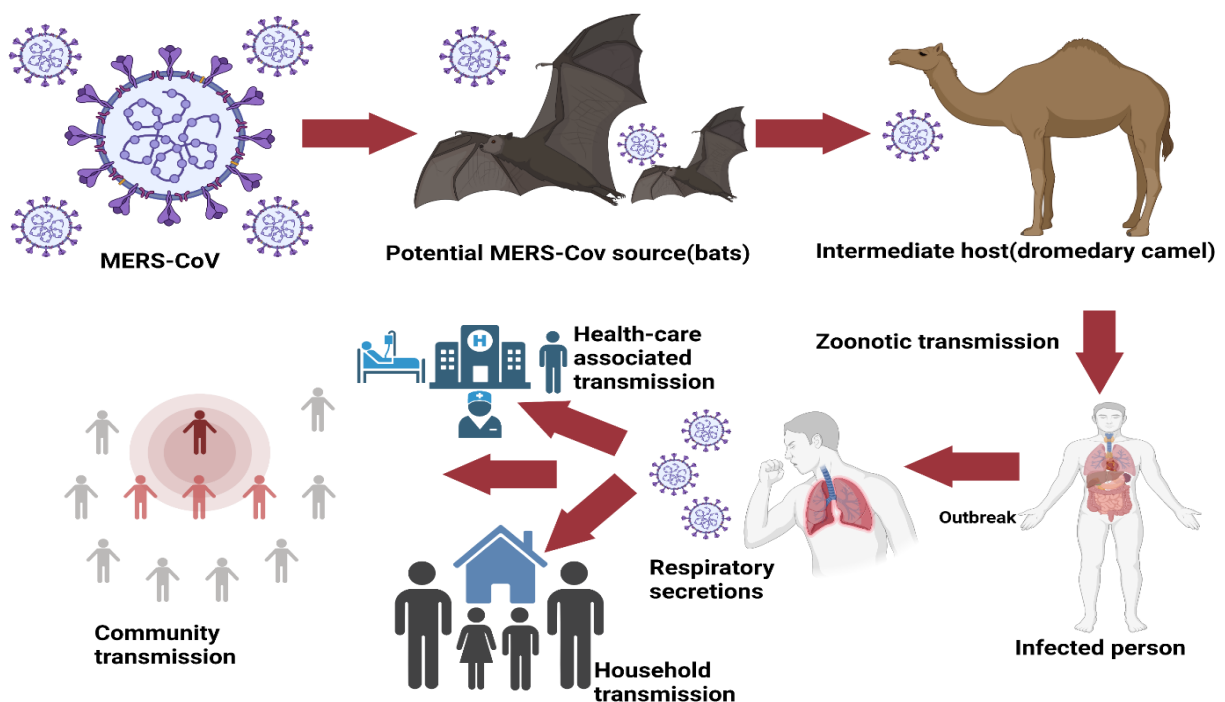 MERS-CoV
Potential MERS-Cov source(bats)
Intermediate host(dromedary camel)
Zoonotic transmission
Health-care
associated
transmission
H
Outbreak
Respiratory
secretions
Infected person
Community
transmission
Household
transmission